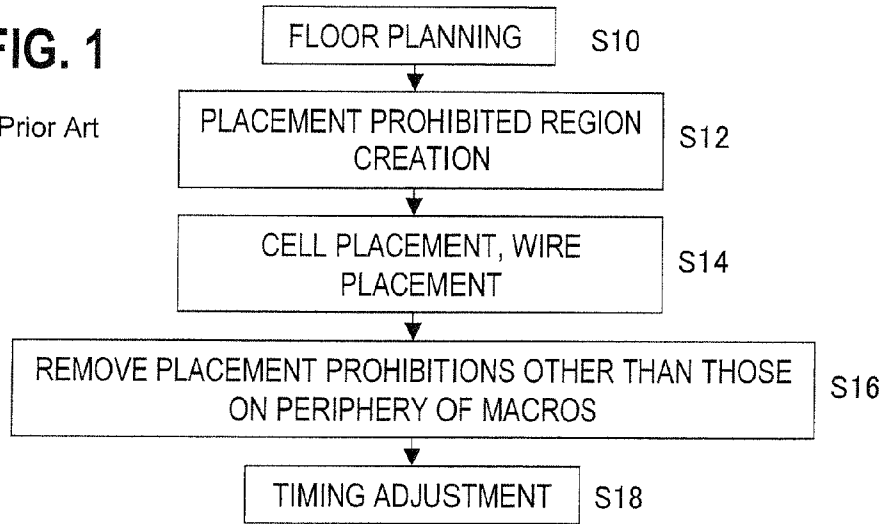 FIG. 1
Prior Art
FLOOR PLANNING
S10
PLACEMENT PROHIBITED REGION
CREATION
S12
CELL PLACEMENT, WIRE
PLACEMENT
S14
REMOVE PLACEMENT PROHIBITIONS OTHER THAN THOSE
ON PERIPHERY OF MACROS
S16
TIMING ADJUSTMENT
S18